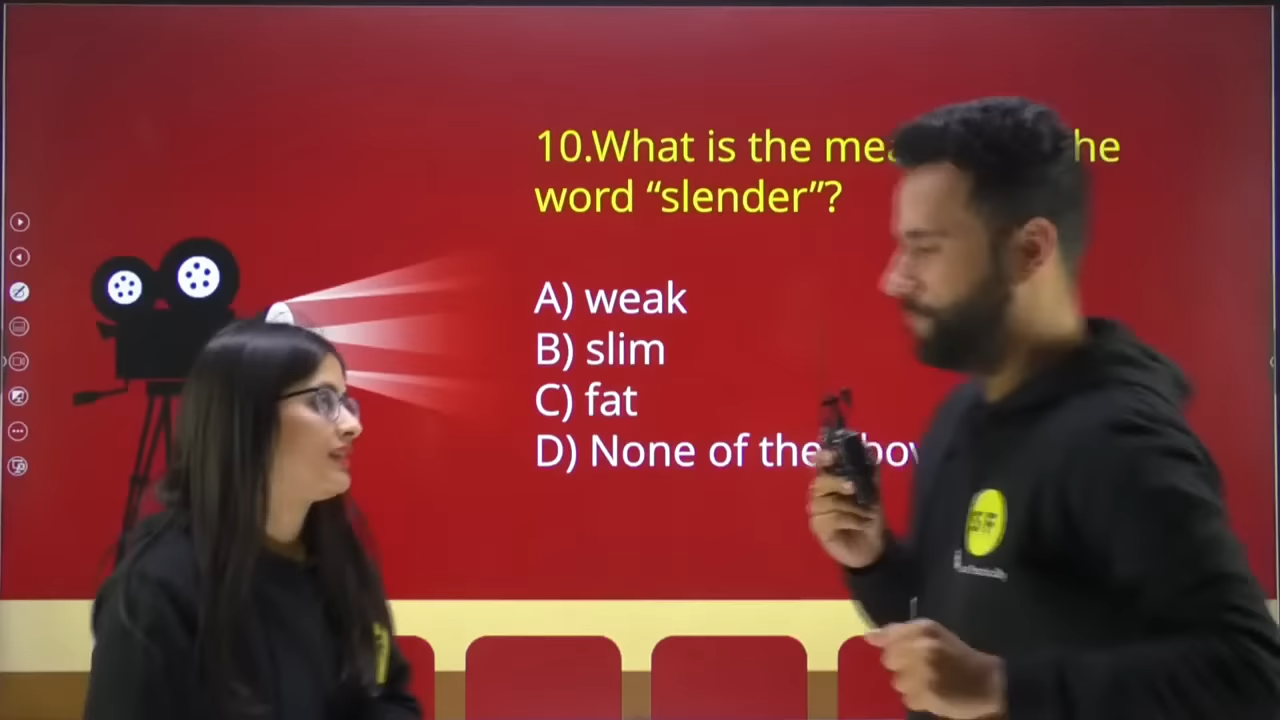 10.What is the mea he
word “slender”?
A) weak
B) slim
C) fat
D) None of the bov